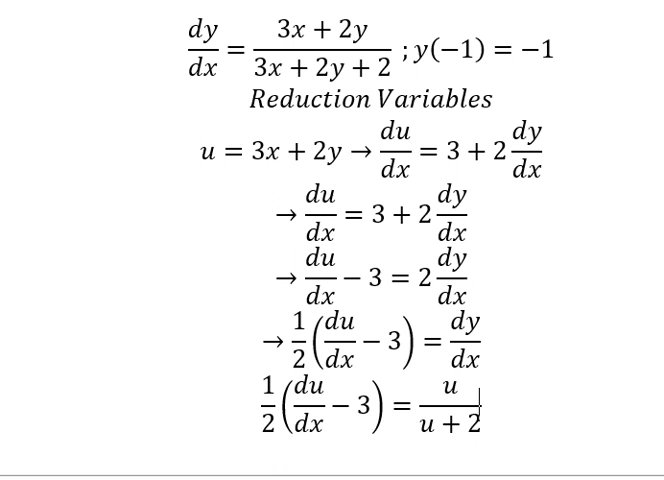 dy/dx = (3x + 2y)/(3x + 2y + 2) ; y(−1) = −1
Reduction Variables
u = 3x + 2y → du/dx = 3 + 2 dy/dx
→ du/dx = 3 + 2 dy/dx
→ du/dx − 3 = 2 dy/dx
→ 1/2 (du/dx − 3) = dy/dx
1/2 (du/dx − 3) = u/(u + 2)